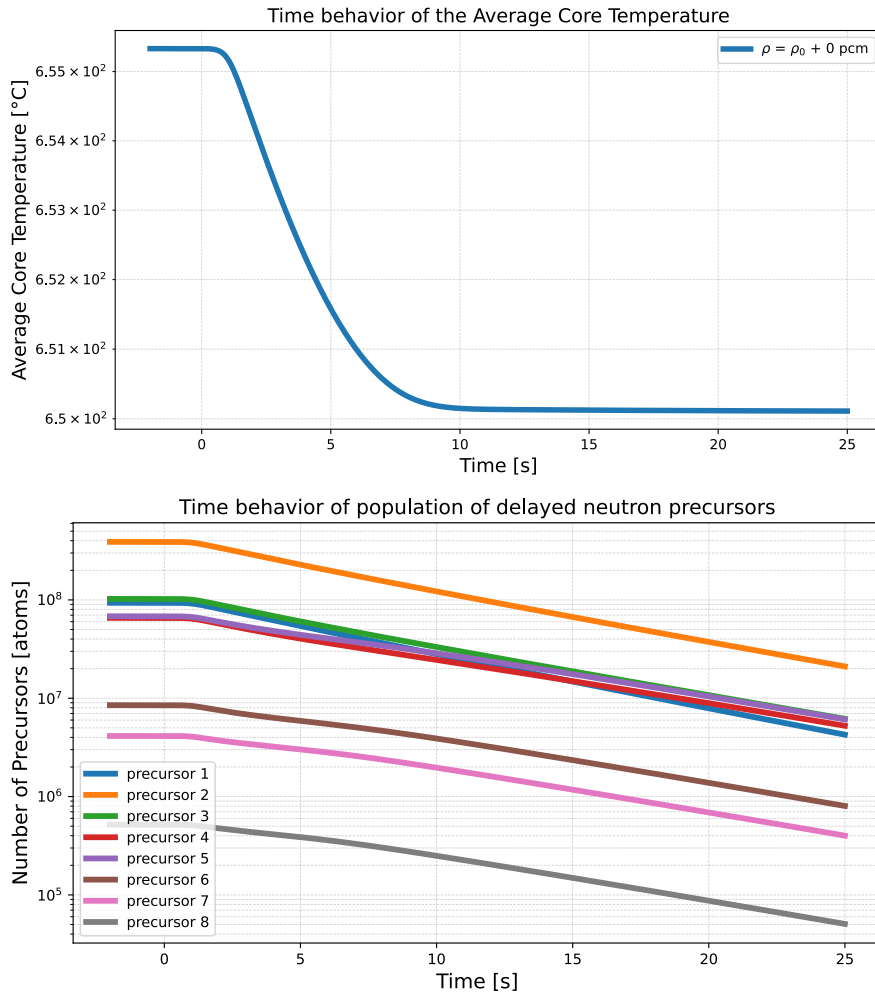 Time behavior of the Average Core Temperature
Average Core Temperature [°C]
6.55 × 10²
6.54 × 10²
6.53 × 10²
6.52 × 10²
6.51 × 10²
6.5 × 10²
ρ = ρ₀ + 0 pcm
0 5 10 15 20 25
Time [s]
Time behavior of population of delayed neutron precursors
Number of Precursors [atoms]
10⁸
10⁷
10⁶
10⁵
precursor 1
precursor 2
precursor 3
precursor 4
precursor 5
precursor 6
precursor 7
precursor 8
0 5 10 15 20 25
Time [s]